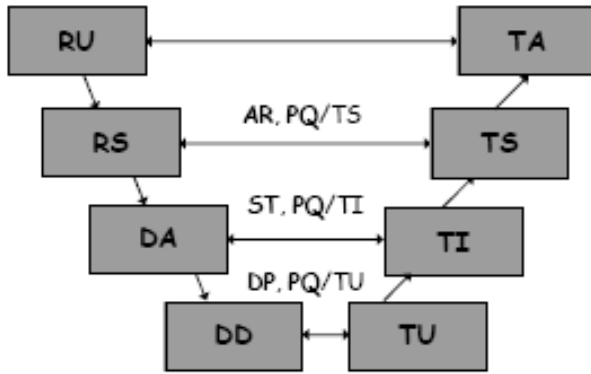 RU TA
AR, PQ/TS
RS TS
ST, PQ/TI
DA TI
DP, PQ/TU
DD TU